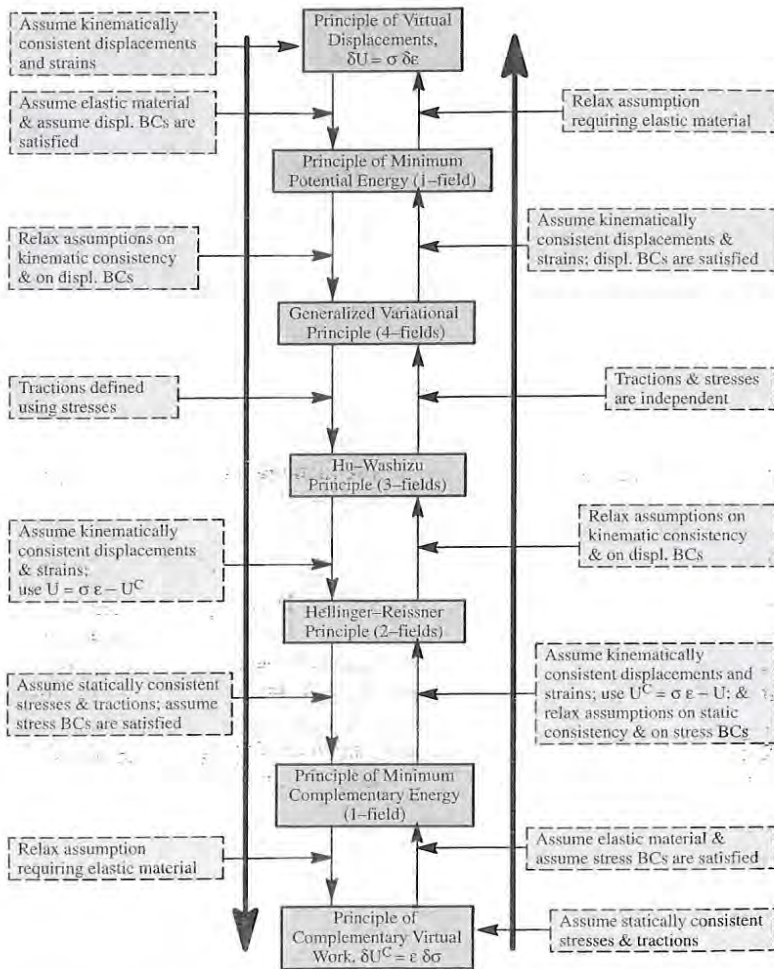 Assume kinematically
consistent displacements
and strains
Principle of Virtual
Displacements,
δU = σ δε
Assume elastic material
& assume displ. BCs are
satisfied
Relax assumption
requiring elastic material
Principle of Minimum
Potential Energy (1–field)
Relax assumptions on
kinematic consistency
& on displ. BCs
Assume kinematically
consistent displacements &
strains; displ. BCs are satisfied
Generalized Variational
Principle (4–fields)
Tractions defined
using stresses
Tractions & stresses
are independent
Hu–Washizu
Principle (3–fields)
Assume kinematically
consistent displacements
& strains;
use U = σ ε – Uᶜ
Relax assumptions on
kinematic consistency
& on displ. BCs
Hellinger–Reissner
Principle (2–fields)
Assume statically consistent
stresses & tractions; assume
stress BCs are satisfied
Assume kinematically
consistent displacements and
strains; use Uᶜ = σ ε – U; &
relax assumptions on static
consistency & on stress BCs
Principle of Minimum
Complementary Energy
(1–field)
Relax assumption
requiring elastic material
Assume elastic material &
assume stress BCs are satisfied
Principle of
Complementary Virtual
Work, δUᶜ = ε δσ
Assume statically consistent
stresses & tractions